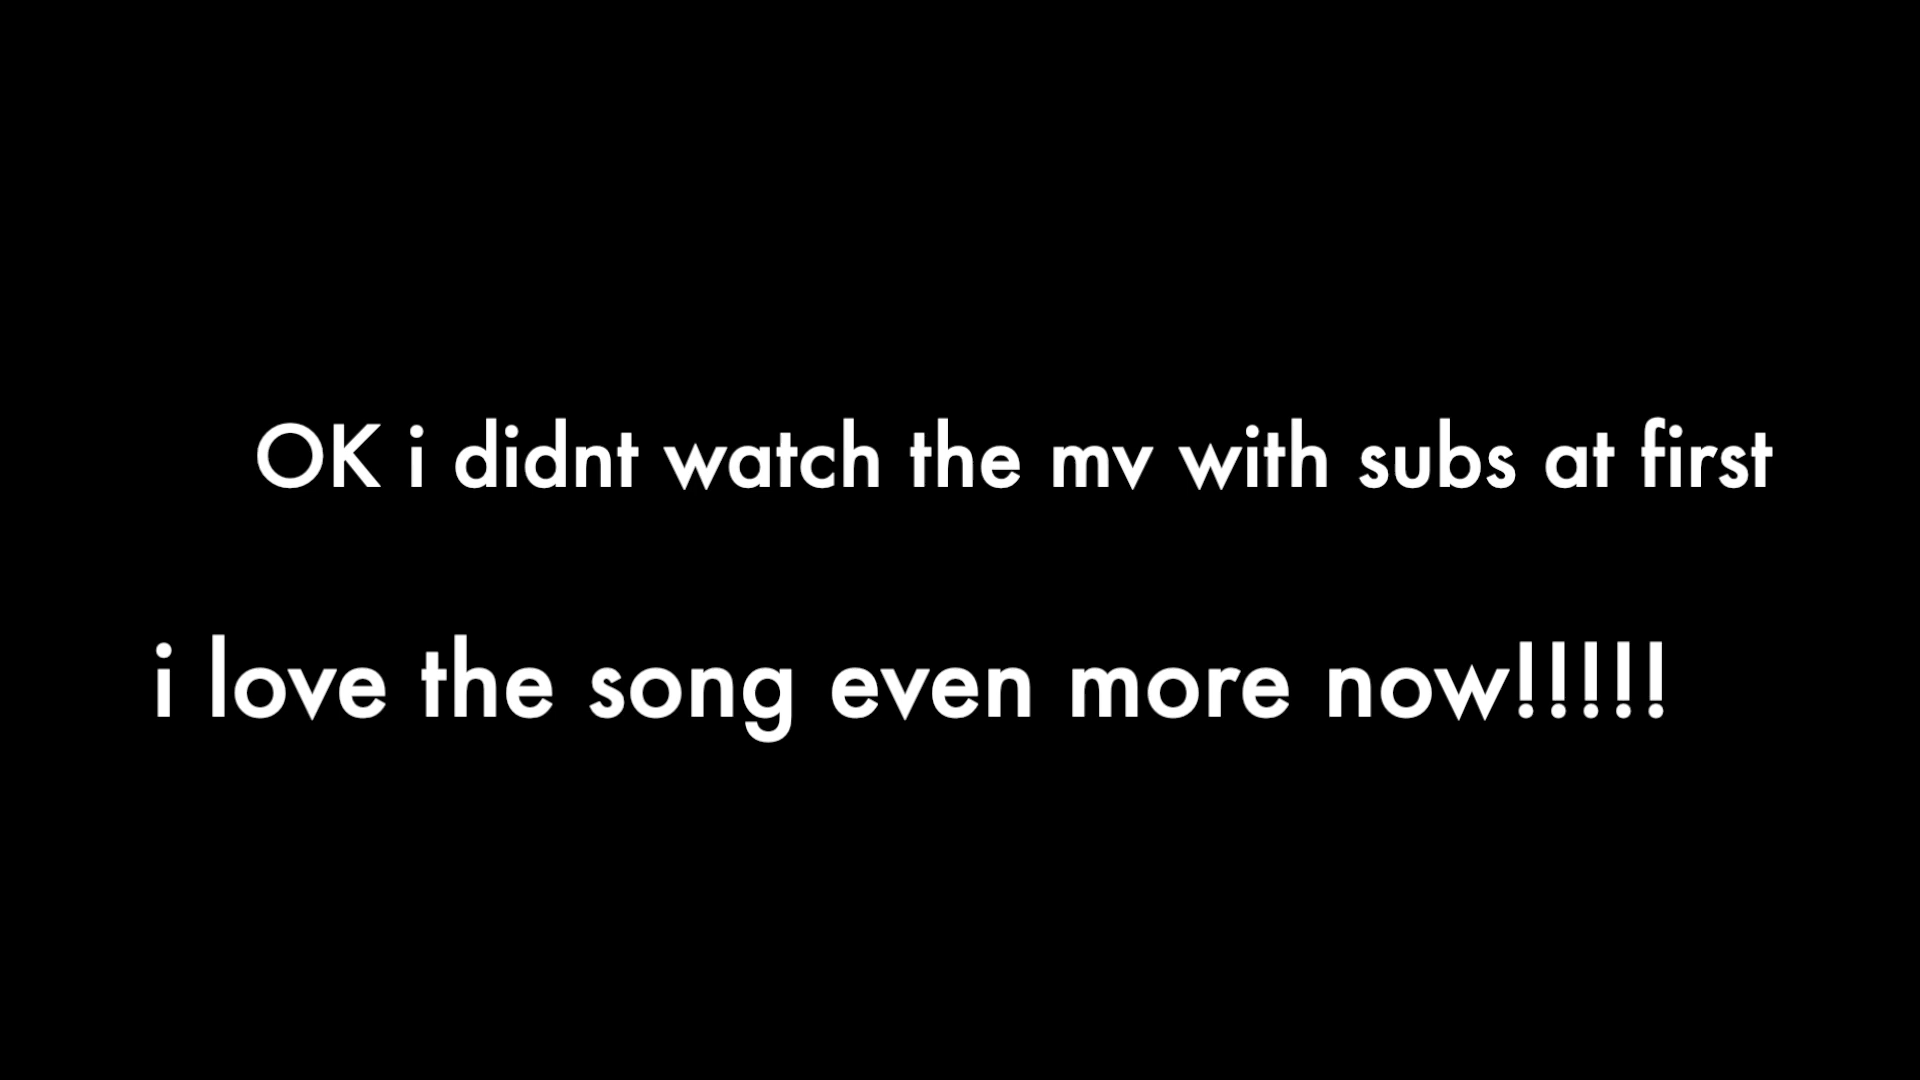 OK i didnt watch the mv with subs at first
i love the song even more now!!!!!